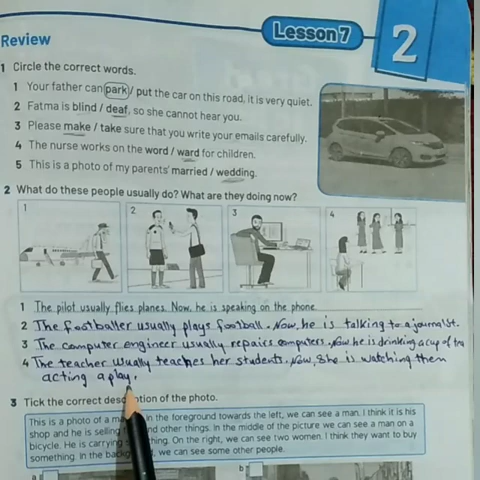 Lesson 7
2
Review
1 Circle the correct words.
1 Your father can park / put the car on this road, it is very quiet.
2 Fatma is blind / deaf, so she cannot hear you.
3 Please make / take sure that you write your emails carefully.
4 The nurse works on the word / ward for children.
5 This is a photo of my parents' married / wedding.
2 What do these people usually do? What are they doing now?
1 2 3 4
1 The pilot usually flies planes. Now, he is speaking on the phone.
2 The footballer usually plays football. Now, he is talking to a journalist.
3 The computer engineer usually repairs computers. Now he is drinking a cup of tea
4 The teacher usually teaches her students. Now, she is watching them
acting a play.
3 Tick the correct description of the photo.
This is a photo of a in the foreground towards the left, we can see a man. I think it is his
shop and he is selling and other things. In the middle of the picture we can see a man on a
bicycle. He is carrying something. On the right, we can see two women. I think they want to buy
something. In the background, we can see some other people.
a b